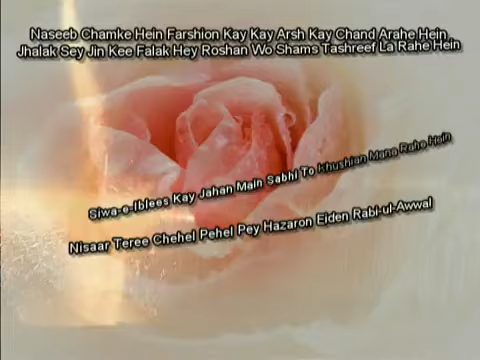 Naseeb Chamke Hein Farshion Kay Kay Arsh Kay Chand Arahe Hein
Jhalak Sey Jin Kee Falak Hey Roshan Wo Shams Tashreef La Rahe Hein
Siwa-e-Iblees Kay Jahan Main Sabhi To Khushian Mana Rahe Hein
Nisaar Teree Chehel Pehel Pey Hazaron Eiden Rabi-ul-Awwal